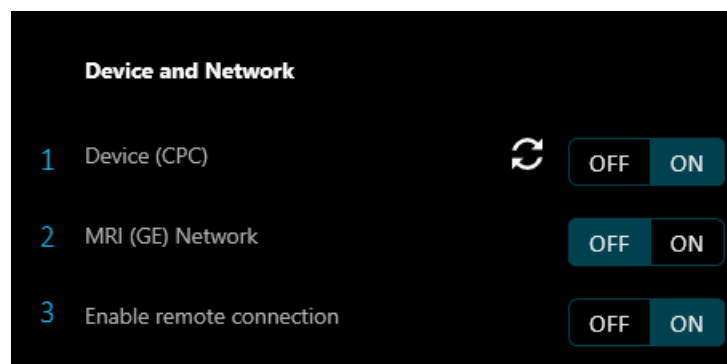 Device and Network
1 Device (CPC) OFF ON
2 MRI (GE) Network OFF ON
3 Enable remote connection OFF ON